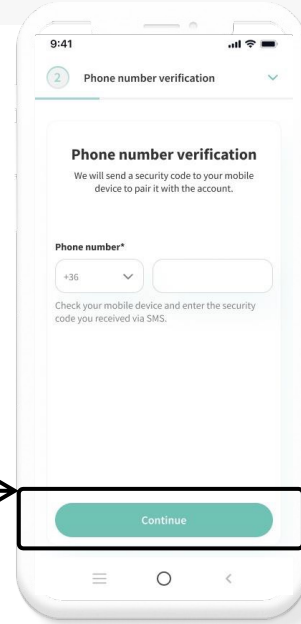 9:41
2 Phone number verification
Phone number verification
We will send a security code to your mobile
device to pair it with the account.
Phone number*
+36
Check your mobile device and enter the security
code you received via SMS.
Continue